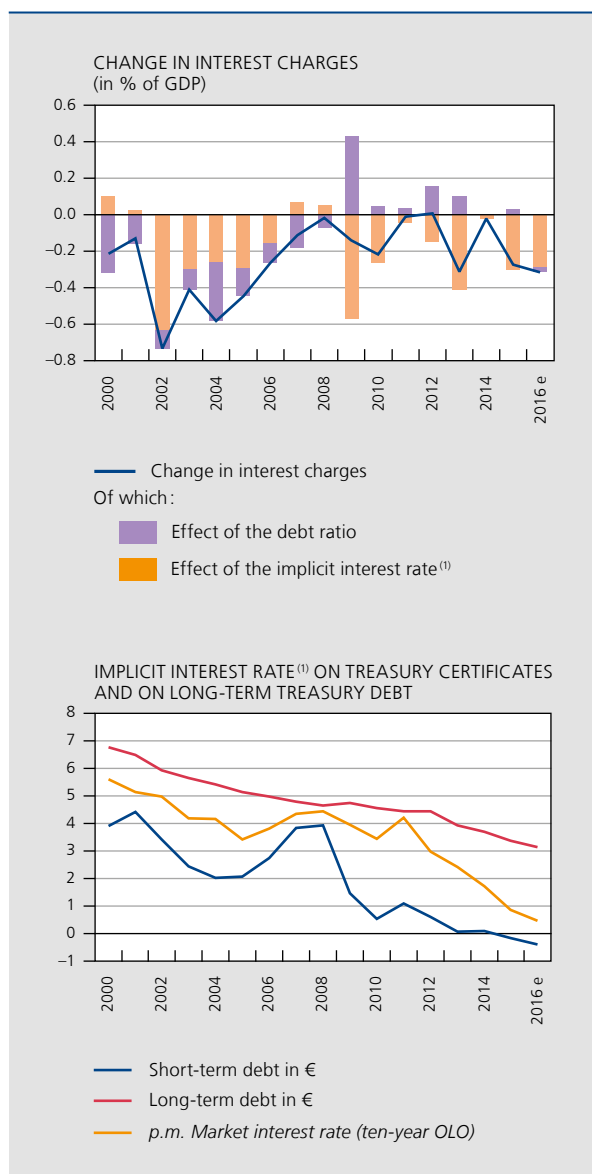 CHANGE IN INTEREST CHARGES
(in % of GDP)
0.6
0.4
0.2
0.0
–0.2
–0.4
–0.6
–0.8
2000
2002
2004
2006
2008
2010
2012
2014
2016 e
Change in interest charges
Of which :
Effect of the debt ratio
Effect of the implicit interest rate (1)
IMPLICIT INTEREST RATE (1) ON TREASURY CERTIFICATES
AND ON LONG-TERM TREASURY DEBT
8
7
6
5
4
3
2
1
0
–1
2000
2002
2004
2006
2008
2010
2012
2014
2016 e
Short-term debt in €
Long-term debt in €
p.m. Market interest rate (ten-year OLO)